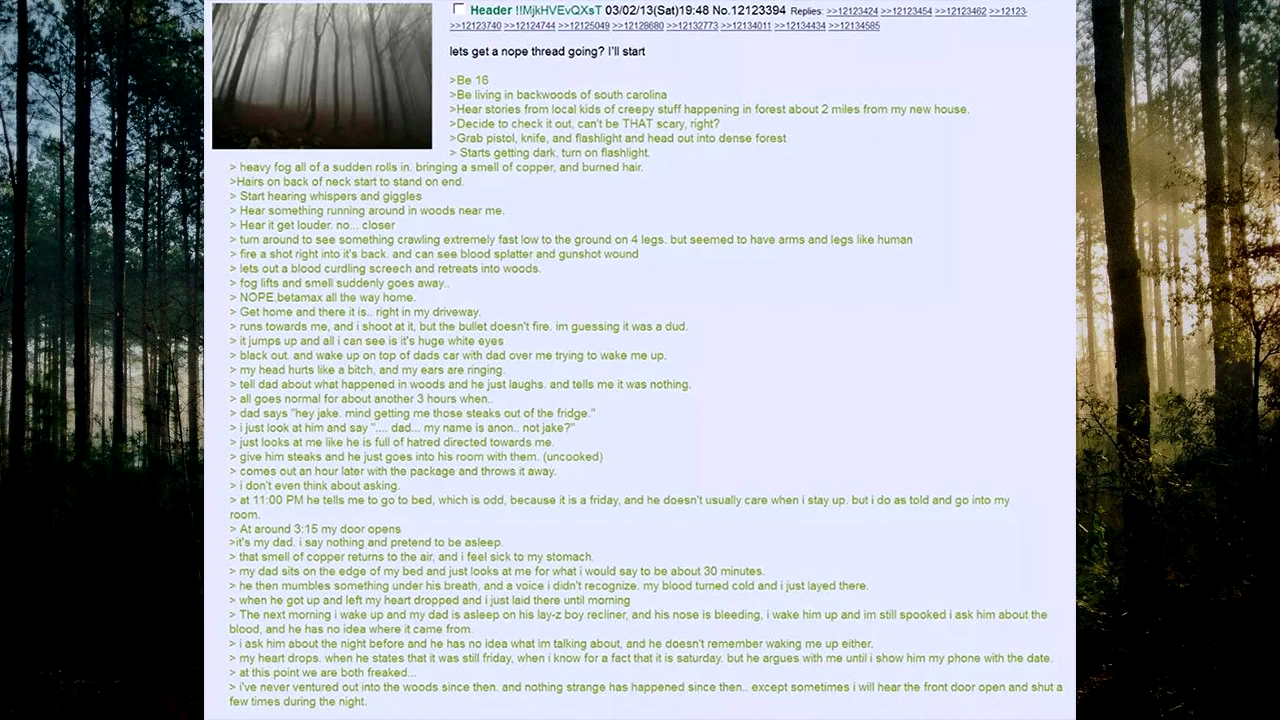 Header !!MjkHVEvQXsT 03/02/13(Sat)19:48 No.12123394 Replies: >>12123424 >>12123454 >>12123462 >>12123
>>12123740 >>12124744 >>12125049 >>12128680 >>12132773 >>12134011 >>12134434 >>12134585
lets get a nope thread going? I'll start
>Be 16
>Be living in backwoods of south carolina
>Hear stories from local kids of creepy stuff happening in forest about 2 miles from my new house.
>Decide to check it out, can't be THAT scary, right?
>Grab pistol, knife, and flashlight and head out into dense forest
> Starts getting dark, turn on flashlight.
> heavy fog all of a sudden rolls in. bringing a smell of copper, and burned hair.
>Hairs on back of neck start to stand on end.
> Start hearing whispers and giggles
> Hear something running around in woods near me.
> Hear it get louder. no... closer
> turn around to see something crawling extremely fast low to the ground on 4 legs. but seemed to have arms and legs like human
> fire a shot right into it's back. and can see blood splatter and gunshot wound
> lets out a blood curdling screech and retreats into woods.
> fog lifts and smell suddenly goes away..
> NOPE.betamax all the way home.
> Get home and there it is.. right in my driveway.
> runs towards me, and i shoot at it, but the bullet doesn't fire. im guessing it was a dud.
> it jumps up and all i can see is it's huge white eyes
> black out. and wake up on top of dads car with dad over me trying to wake me up.
> my head hurts like a bitch, and my ears are ringing.
> tell dad about what happened in woods and he just laughs. and tells me it was nothing.
> all goes normal for about another 3 hours when..
> dad says "hey jake. mind getting me those steaks out of the fridge."
> i just look at him and say ".... dad... my name is anon.. not jake?"
> just looks at me like he is full of hatred directed towards me.
> give him steaks and he just goes into his room with them. (uncooked)
> comes out an hour later with the package and throws it away.
> i don't even think about asking.
> at 11:00 PM he tells me to go to bed, which is odd, because it is a friday, and he doesn't usually care when i stay up. but i do as told and go into my
room.
> At around 3:15 my door opens
>it's my dad. i say nothing and pretend to be asleep.
> that smell of copper returns to the air, and i feel sick to my stomach.
> my dad sits on the edge of my bed and just looks at me for what i would say to be about 30 minutes.
> he then mumbles something under his breath, and a voice i didn't recognize. my blood turned cold and i just layed there.
> when he got up and left my heart dropped and i just laid there until morning
> The next morning i wake up and my dad is asleep on his lay-z boy recliner, and his nose is bleeding, i wake him up and im still spooked i ask him about the
blood, and he has no idea where it came from.
> i ask him about the night before and he has no idea what im talking about, and he doesn't remember waking me up either.
> my heart drops. when he states that it was still friday, when i know for a fact that it is saturday. but he argues with me until i show him my phone with the date.
> at this point we are both freaked...
> i've never ventured out into the woods since then. and nothing strange has happened since then.. except sometimes i will hear the front door open and shut a
few times during the night.